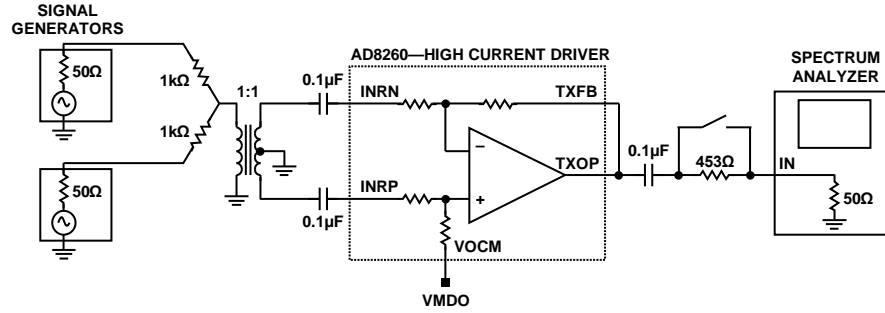 SIGNAL
GENERATORS
50Ω
1kΩ
1kΩ
50Ω
1:1
0.1µF
0.1µF
AD8260—HIGH CURRENT DRIVER
INRN
TXFB
INRP
TXOP
−
+
VOCM
VMDO
0.1µF
453Ω
SPECTRUM
ANALYZER
IN
50Ω